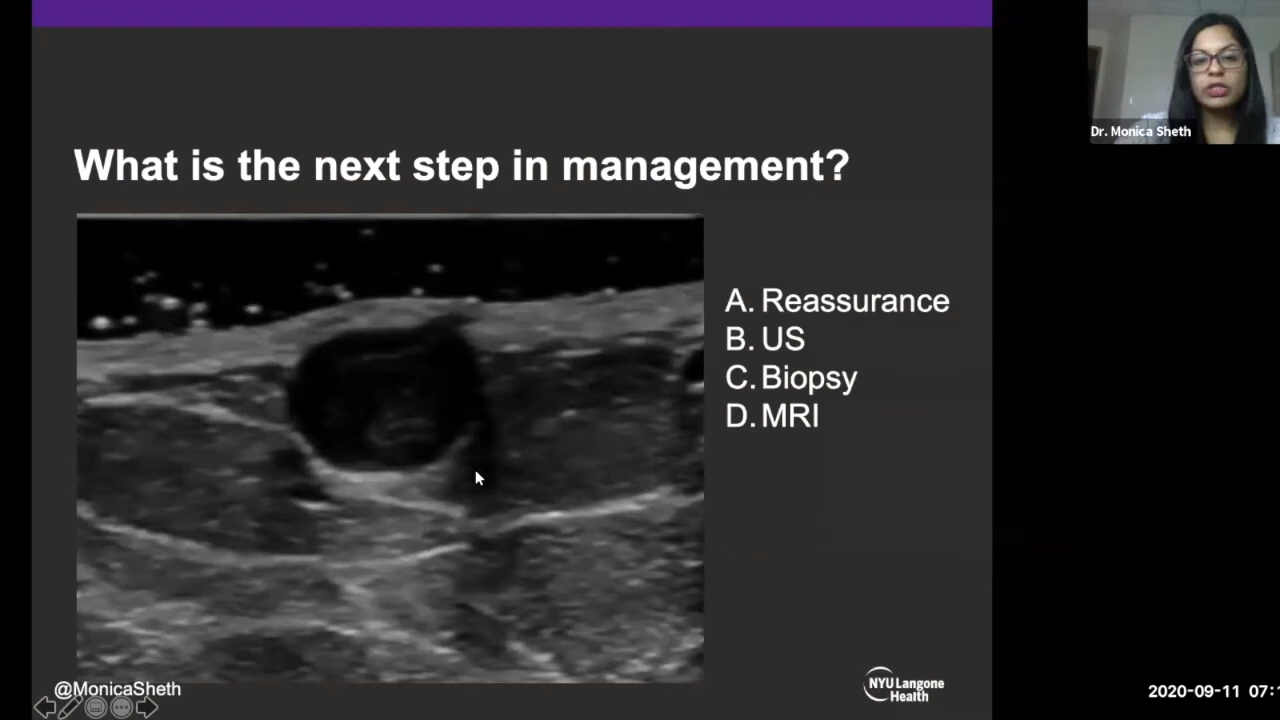 Dr. Monica Sheth
What is the next step in management?
A. Reassurance
B. US
C. Biopsy
D. MRI
@MonicaSheth
NYU Langone
Health
2020-09-11 07:1